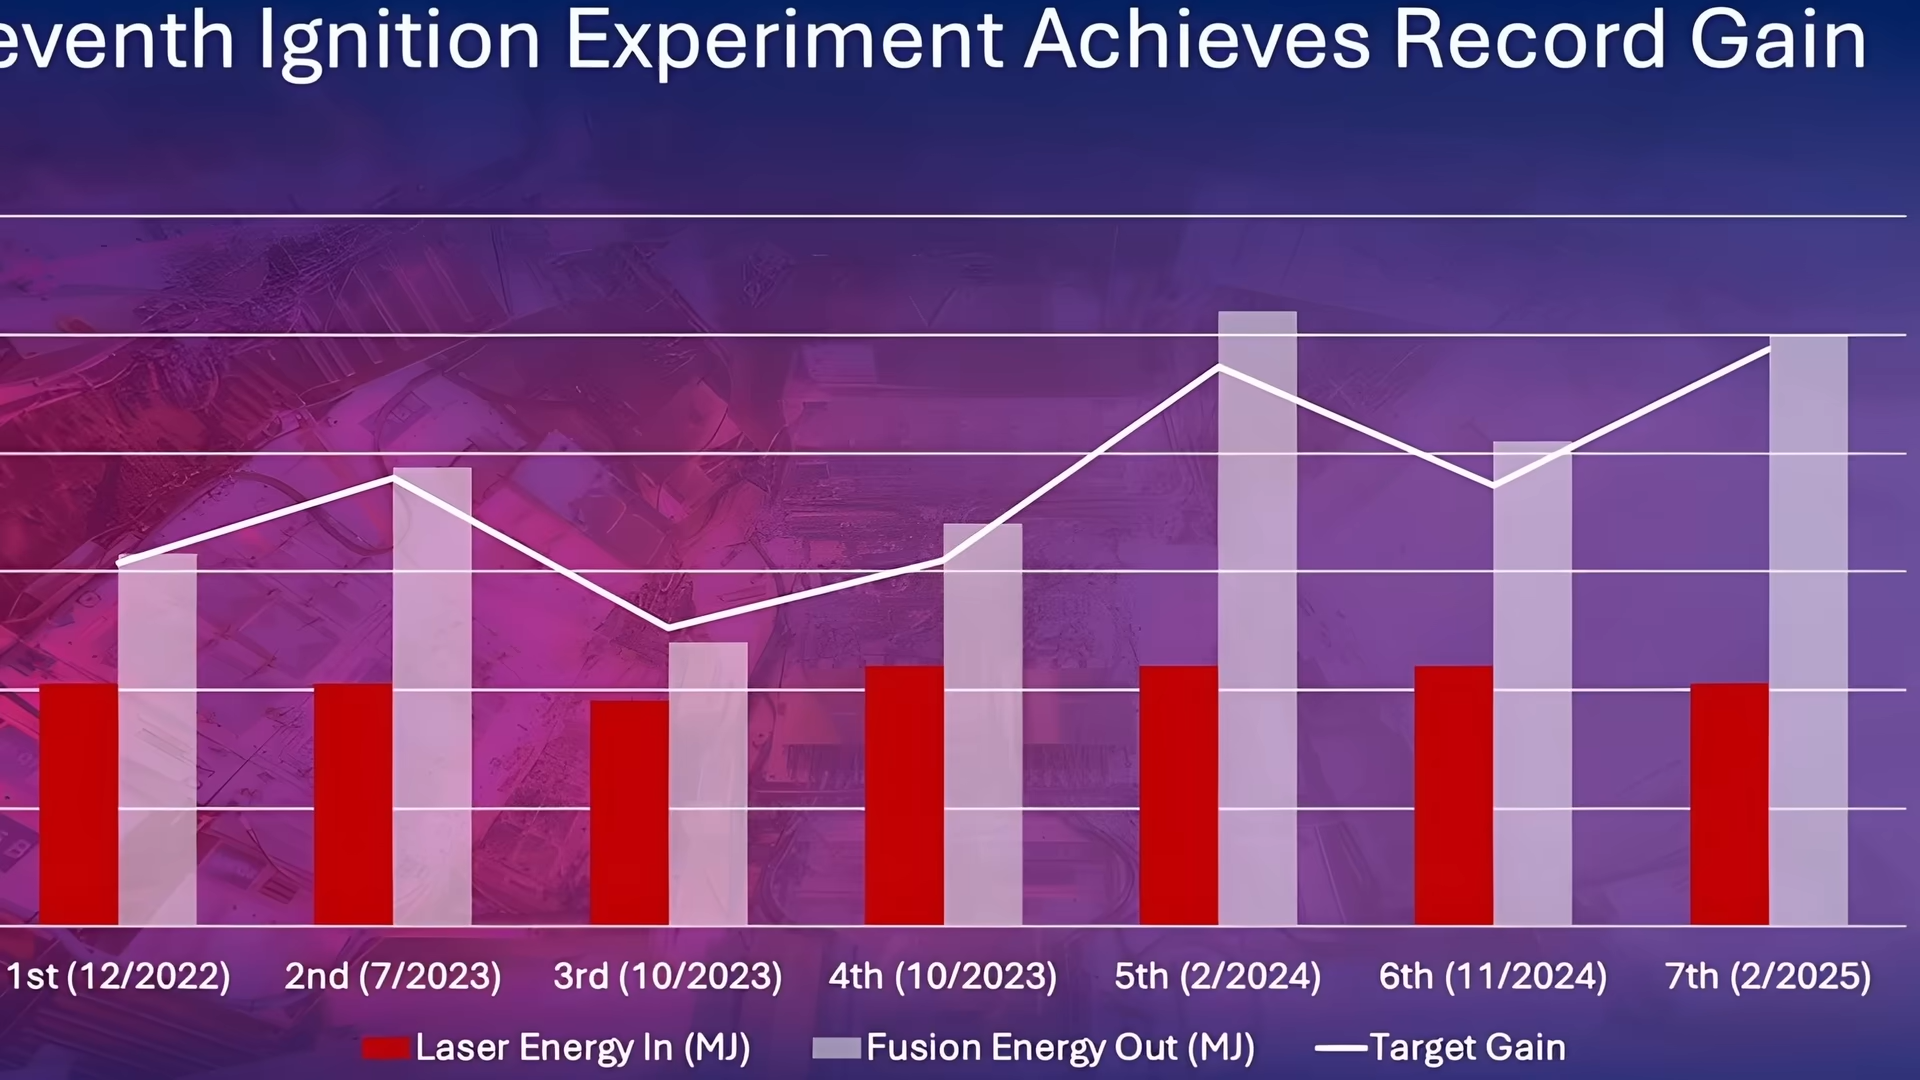 eventh Ignition Experiment Achieves Record Gain
1st (12/2022) 2nd (7/2023) 3rd (10/2023) 4th (10/2023) 5th (2/2024) 6th (11/2024) 7th (2/2025)
Laser Energy In (MJ) Fusion Energy Out (MJ) Target Gain